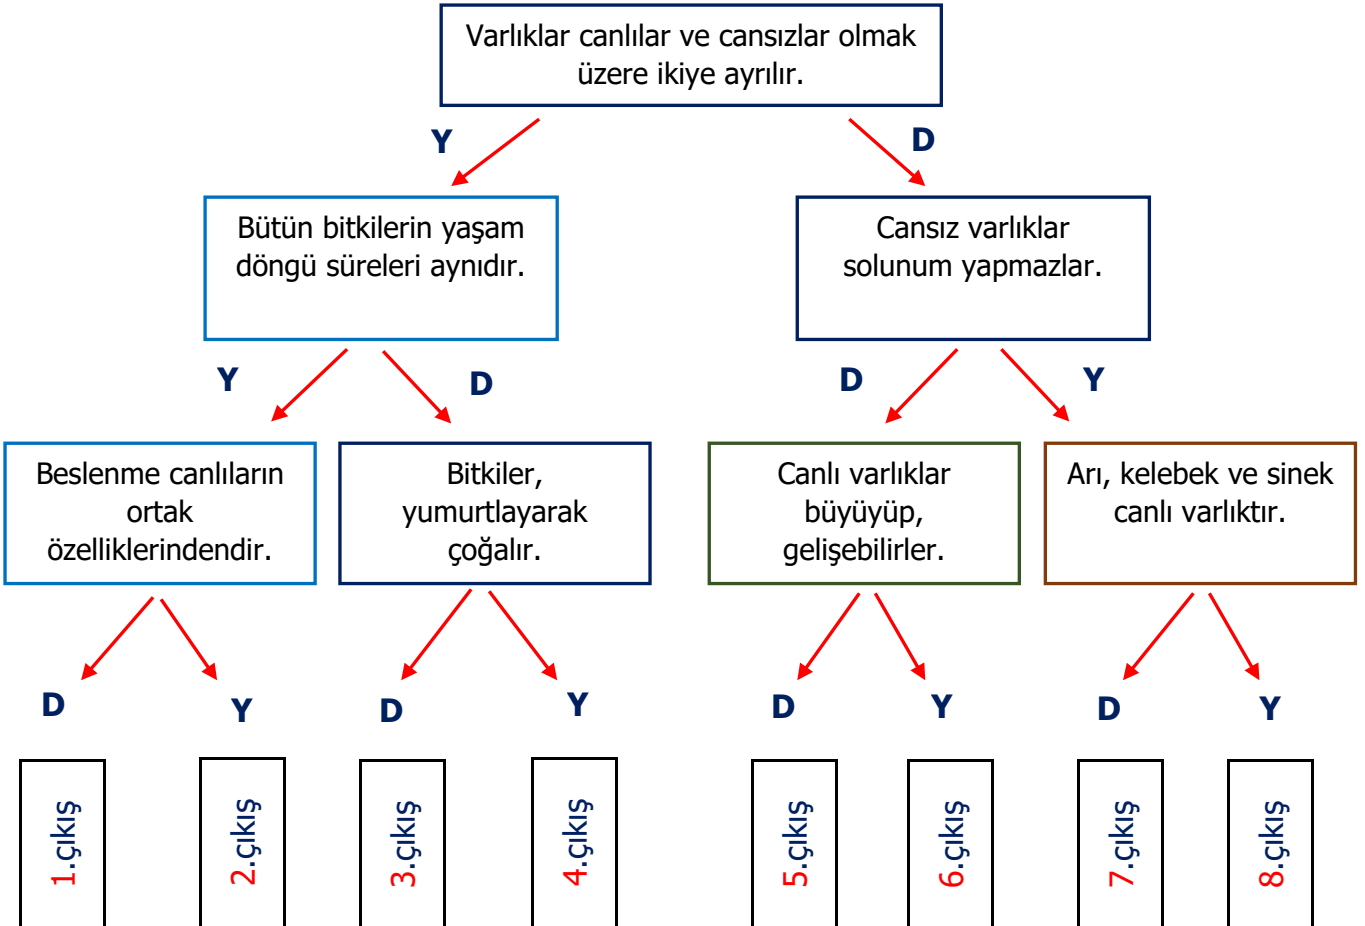 Varlıklar canlılar ve cansızlar olmak
üzere ikiye ayrılır.
Y
D
Bütün bitkilerin yaşam
döngü süreleri aynıdır.
Cansız varlıklar
solunum yapmazlar.
Y
D
D
Y
Beslenme canlıların
ortak
özelliklerindendir.
Bitkiler,
yumurtlayarak
çoğalır.
Canlı varlıklar
büyüyüp,
gelişebilirler.
Arı, kelebek ve sinek
canlı varlıktır.
D
Y
D
Y
D
Y
D
Y
1.çıkış
2.çıkış
3.çıkış
4.çıkış
5.çıkış
6.çıkış
7.çıkış
8.çıkış